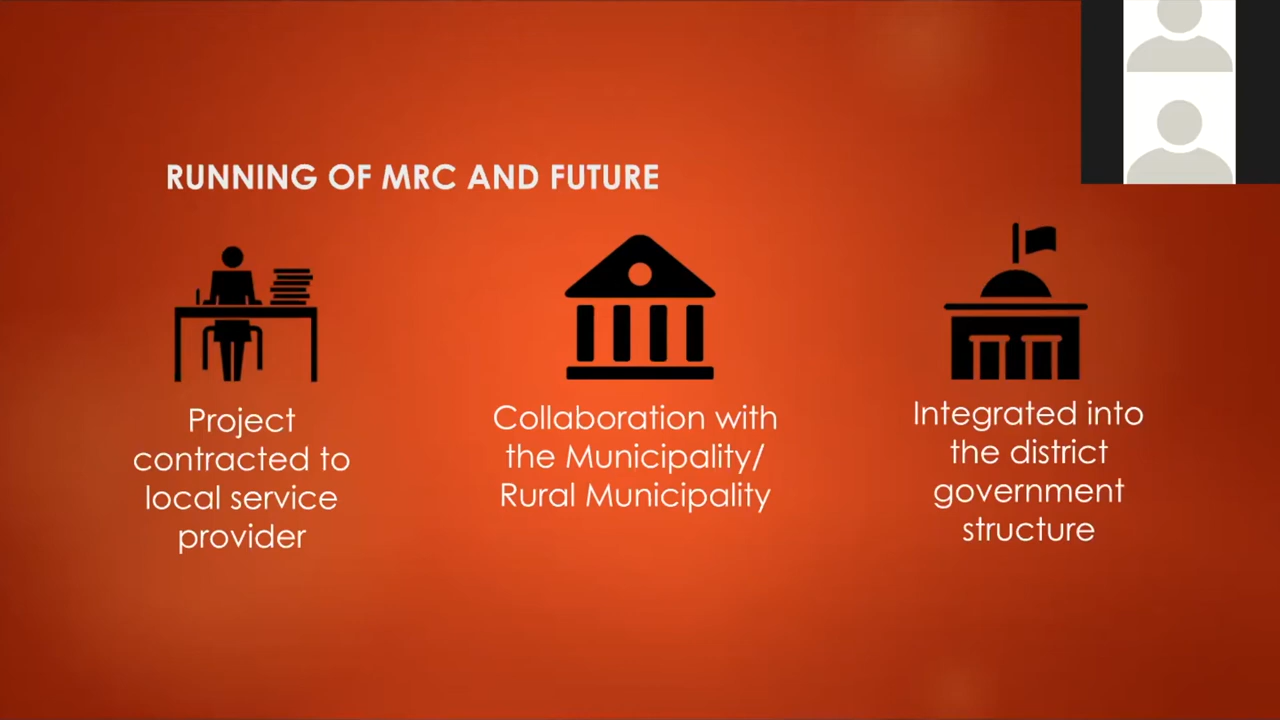 RUNNING OF MRC AND FUTURE
Project
contracted to
local service
provider
Collaboration with
the Municipality/
Rural Municipality
Integrated into
the district
government
structure